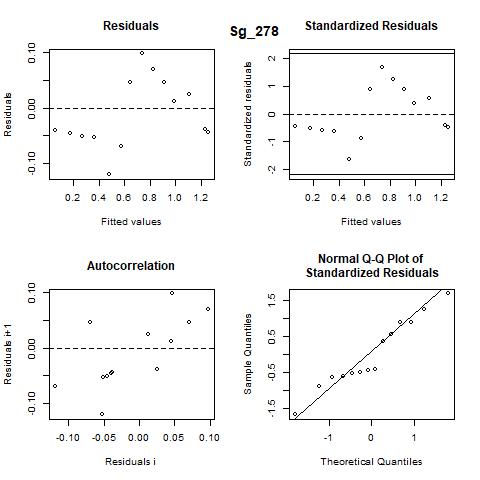 Sg_278
Residuals
0.10
0.00
-0.10
Residuals
0.2 0.4 0.6 0.8 1.0 1.2
Fitted values
Standardized Residuals
2
1
0
-1
-2
Standardized residuals
0.2 0.4 0.6 0.8 1.0 1.2
Fitted values
Autocorrelation
0.10
0.00
-0.10
Residuals i+1
-0.10 -0.05 0.00 0.05 0.10
Residuals i
Normal Q-Q Plot of
Standardized Residuals
1.5
0.5
-0.5
-1.5
Sample Quantiles
-1 0 1
Theoretical Quantiles